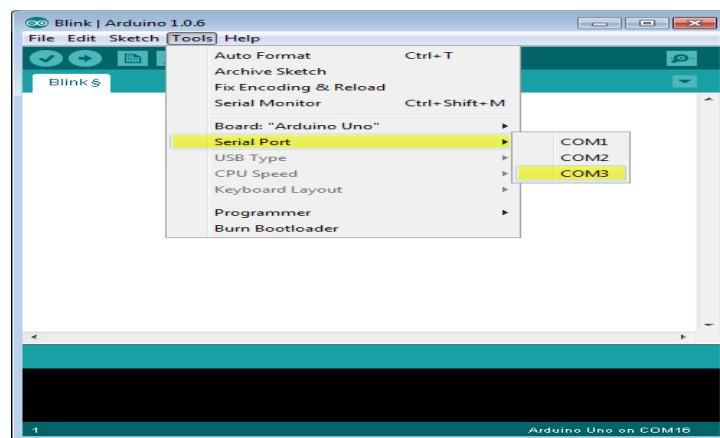 Blink | Arduino 1.0.6
File Edit Sketch Tools Help
Blink §
Auto Format Ctrl+T
Archive Sketch
Fix Encoding & Reload
Serial Monitor Ctrl+Shift+M
Board: "Arduino Uno"
Serial Port
USB Type
CPU Speed
Keyboard Layout
Programmer
Burn Bootloader
COM1
COM2
COM3
1 Arduino Uno on COM16